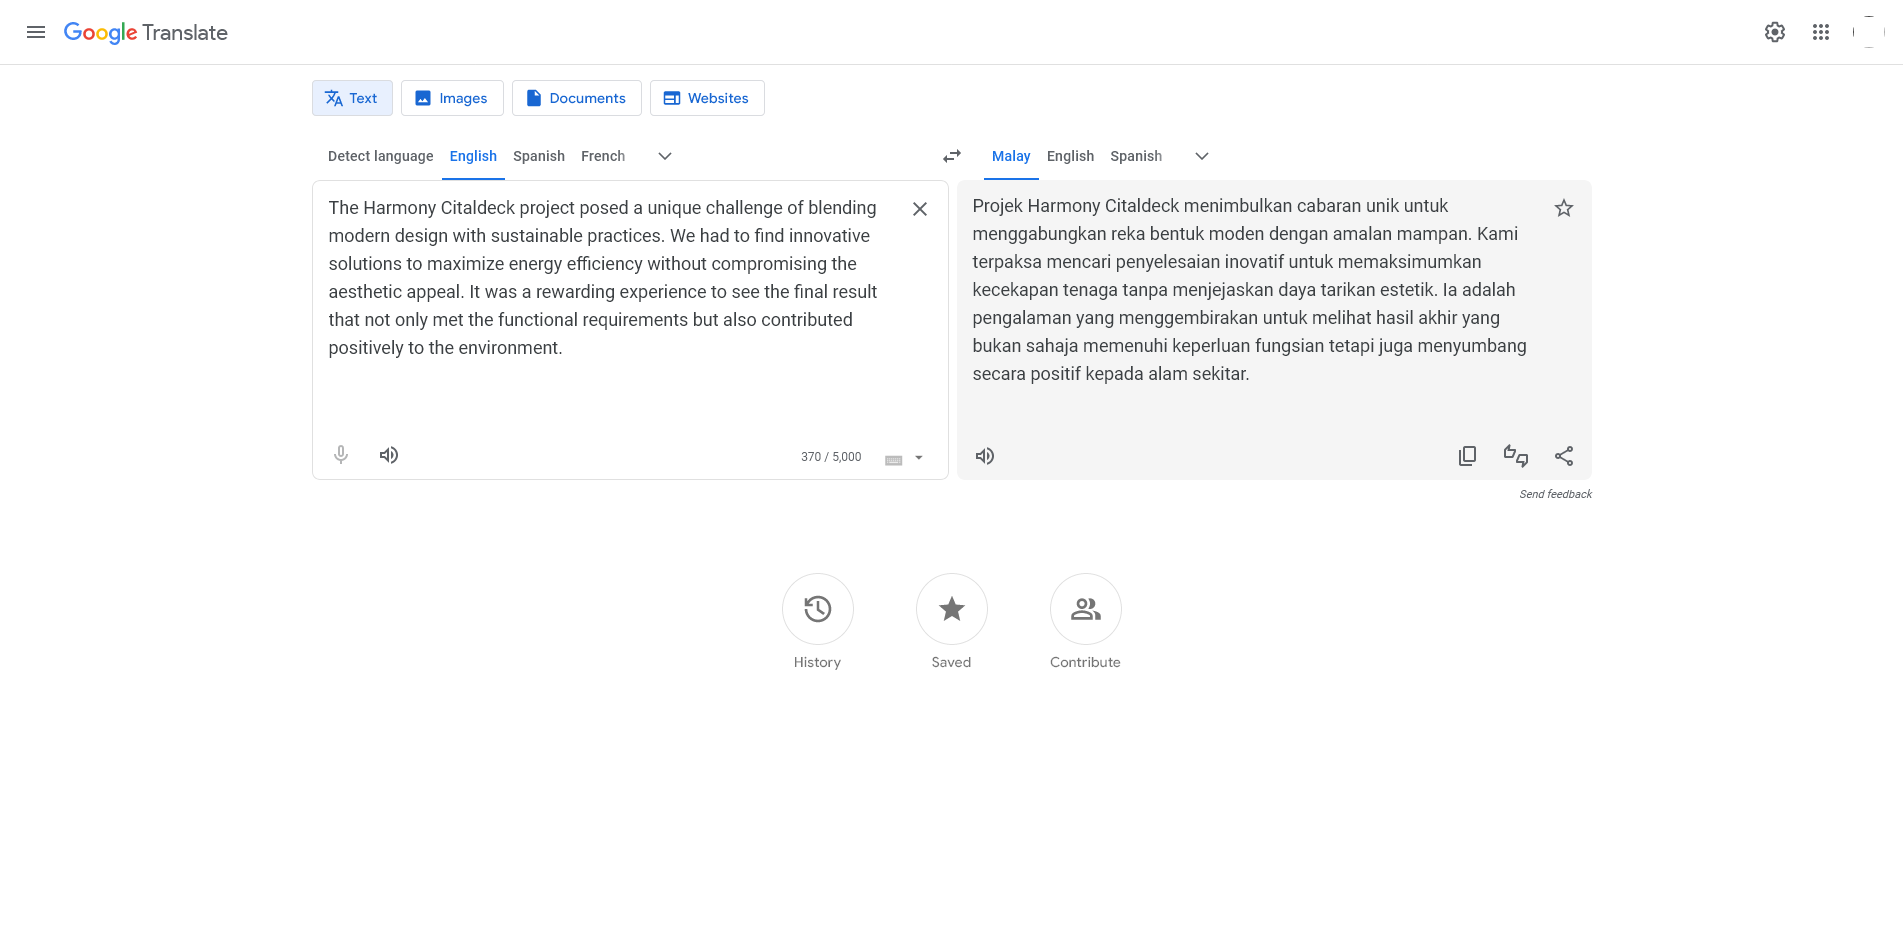 Google Translate
Text
Images
Documents
Websites
Detect language
English
Spanish
French
Malay
English
Spanish
The Harmony Citaldeck project posed a unique challenge of blending
modern design with sustainable practices. We had to find innovative
solutions to maximize energy efficiency without compromising the
aesthetic appeal. It was a rewarding experience to see the final result
that not only met the functional requirements but also contributed
positively to the environment.
370 / 5,000
Projek Harmony Citaldeck menimbulkan cabaran unik untuk
menggabungkan reka bentuk moden dengan amalan mampan. Kami
terpaksa mencari penyelesaian inovatif untuk memaksimumkan
kecekapan tenaga tanpa menjejaskan daya tarikan estetik. Ia adalah
pengalaman yang menggembirakan untuk melihat hasil akhir yang
bukan sahaja memenuhi keperluan fungsian tetapi juga menyumbang
secara positif kepada alam sekitar.
Send feedback
History
Saved
Contribute